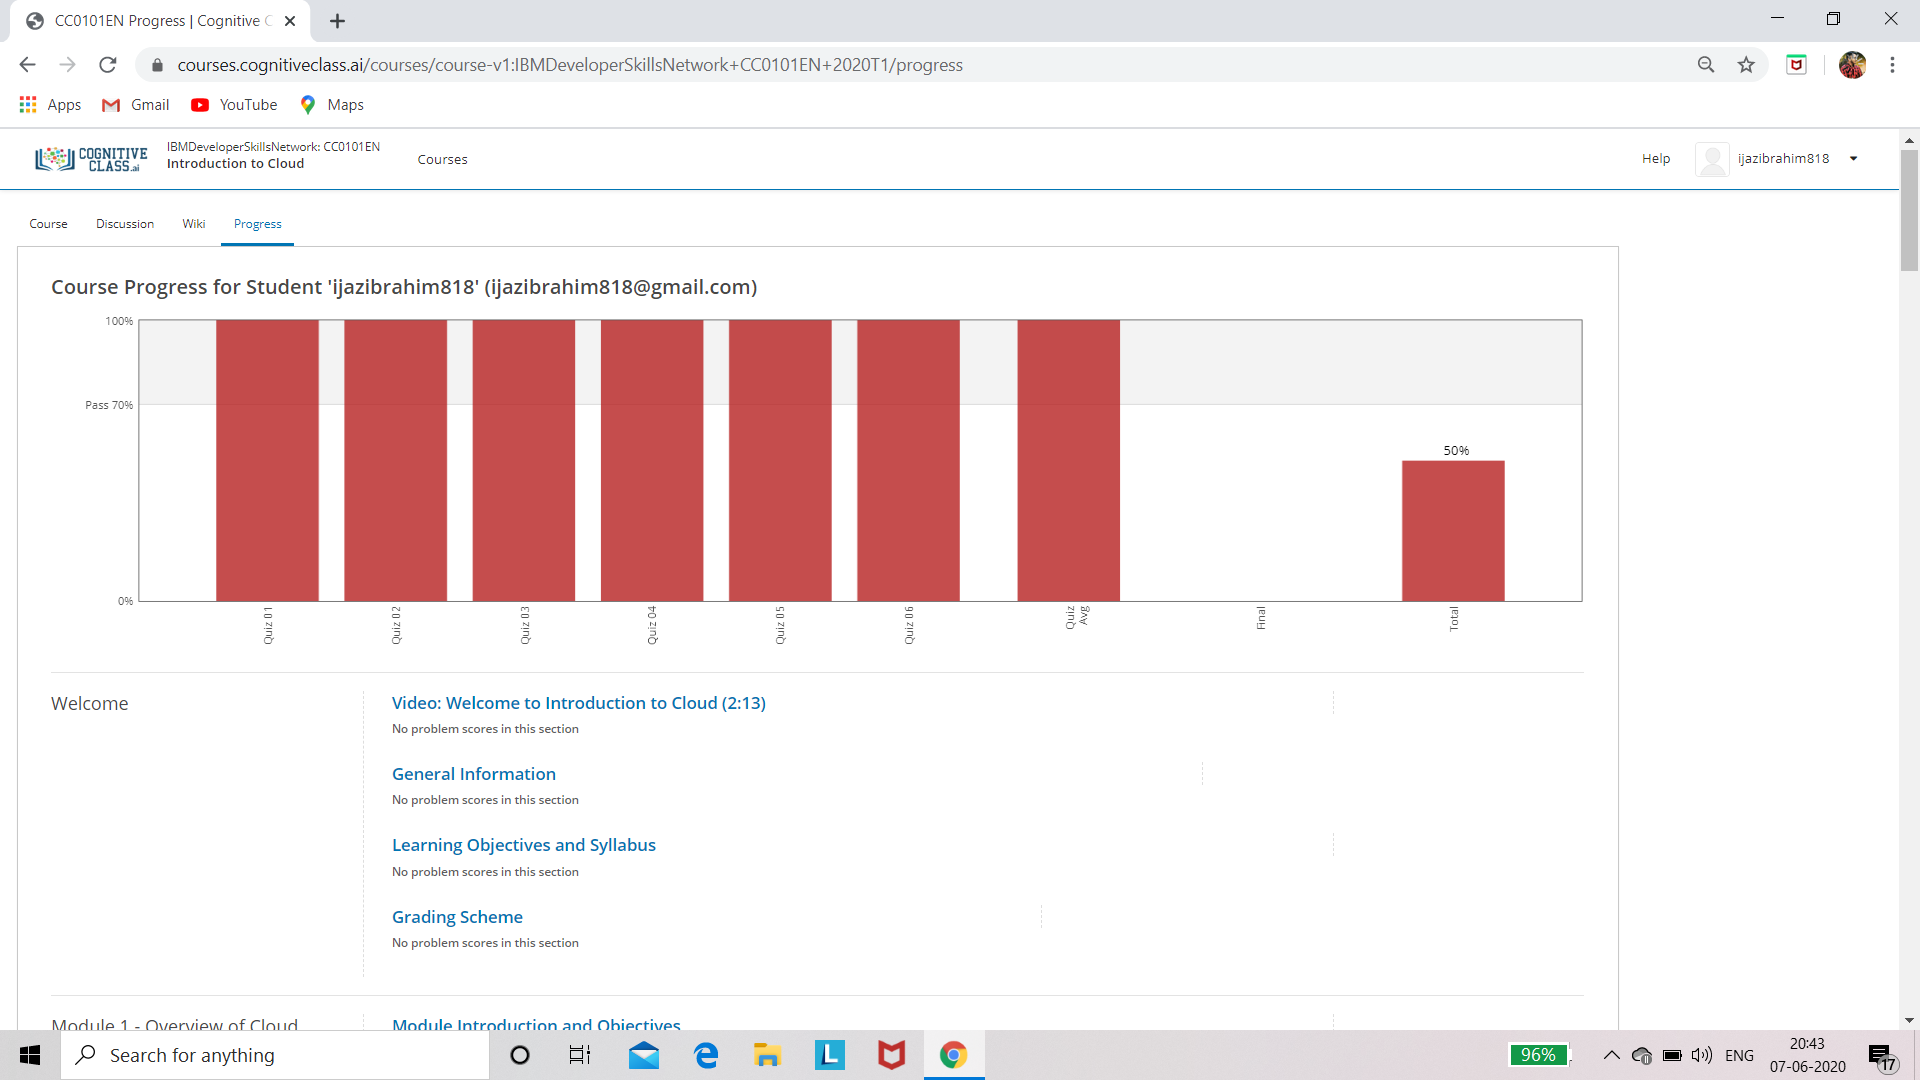 CC0101EN Progress | Cognitive C
courses.cognitiveclass.ai/courses/course-v1:IBMDeveloperSkillsNetwork+CC0101EN+2020T1/progress
Apps Gmail YouTube Maps
COGNITIVE
CLASS.ai
IBMDeveloperSkillsNetwork: CC0101EN
Introduction to Cloud
Courses
Help ijazibrahim818
Course Discussion Wiki Progress
Course Progress for Student 'ijazibrahim818' (ijazibrahim818@gmail.com)
100%
Pass 70%
50%
0%
Quiz 01
Quiz 02
Quiz 03
Quiz 04
Quiz 05
Quiz 06
Quiz
Avg
Final
Total
Welcome
Video: Welcome to Introduction to Cloud (2:13)
No problem scores in this section
General Information
No problem scores in this section
Learning Objectives and Syllabus
No problem scores in this section
Grading Scheme
No problem scores in this section
Module 1 - Overview of Cloud
Module Introduction and Objectives
Search for anything
L
96%
ENG
20:43
07-06-2020
17